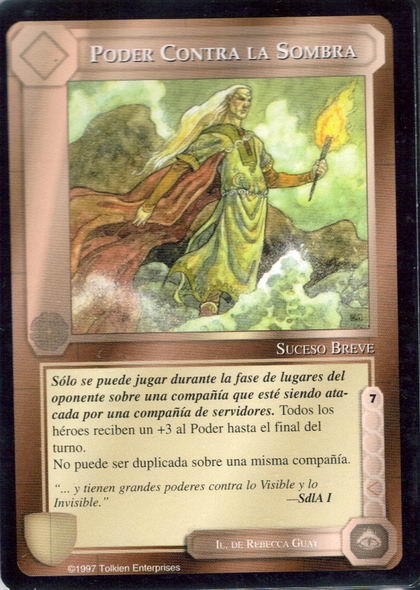 PODER CONTRA LA SOMBRA
SUCESO BREVE
Sólo se puede jugar durante la fase de lugares del
oponente sobre una compañía que esté siendo ata-
cada por una compañía de servidores. Todos los
héroes reciben un +3 al Poder hasta el final del
turno.
No puede ser duplicada sobre una misma compañía.
"... y tienen grandes poderes contra lo Visible y lo
Invisible."
—SdlA I
7
IL. DE REBECCA GUAY
©1997 Tolkien Enterprises